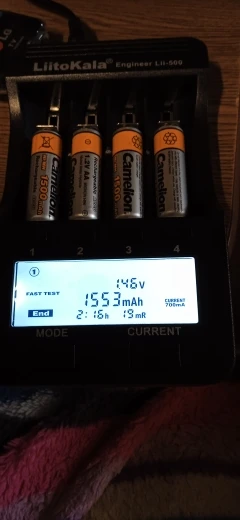 LiitoKala Engineer Lii-500
1500
Camelion
Camelion
1
2
3
4
1
1.46v
FAST TEST
1553mAh
CURRENT
700mA
End
2:16h
19mR
MODE
CURRENT